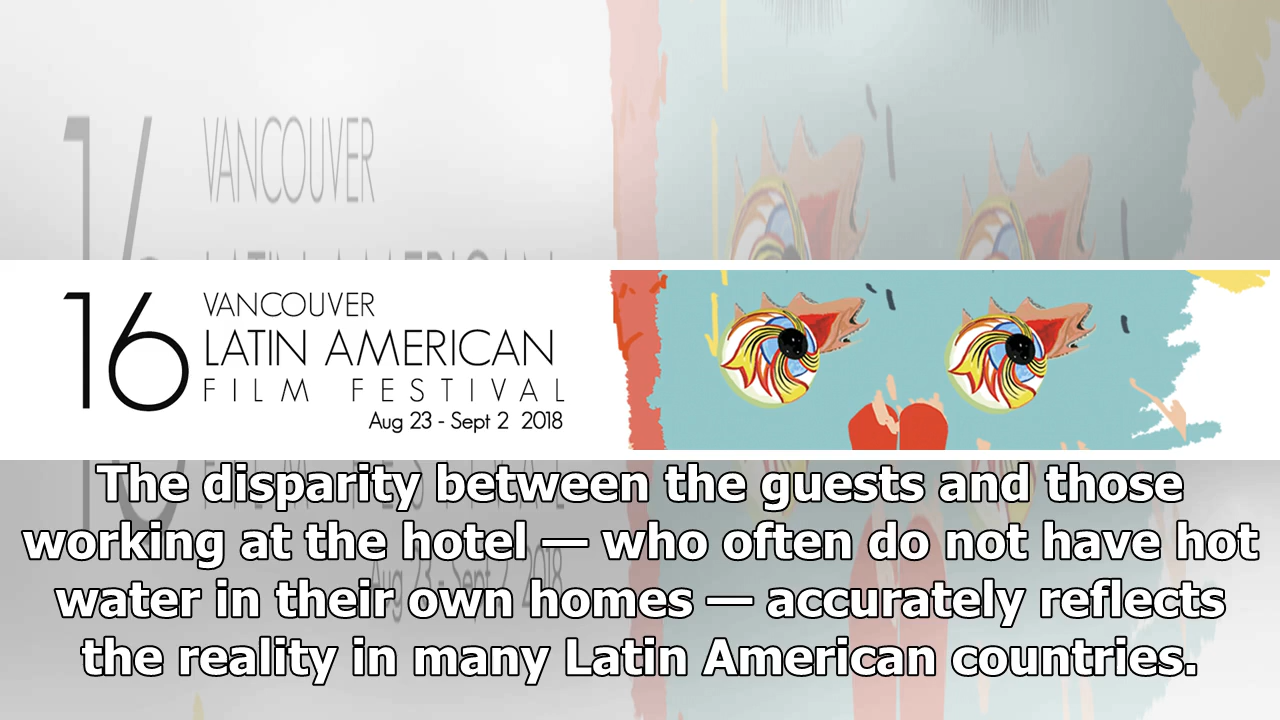 VANCOUVER
16
VANCOUVER
LATIN AMERICAN
FILM FESTIVAL
Aug 23 - Sept 2 2018
The disparity between the guests and those
working at the hotel — who often do not have hot
water in their own homes — accurately reflects
the reality in many Latin American countries.